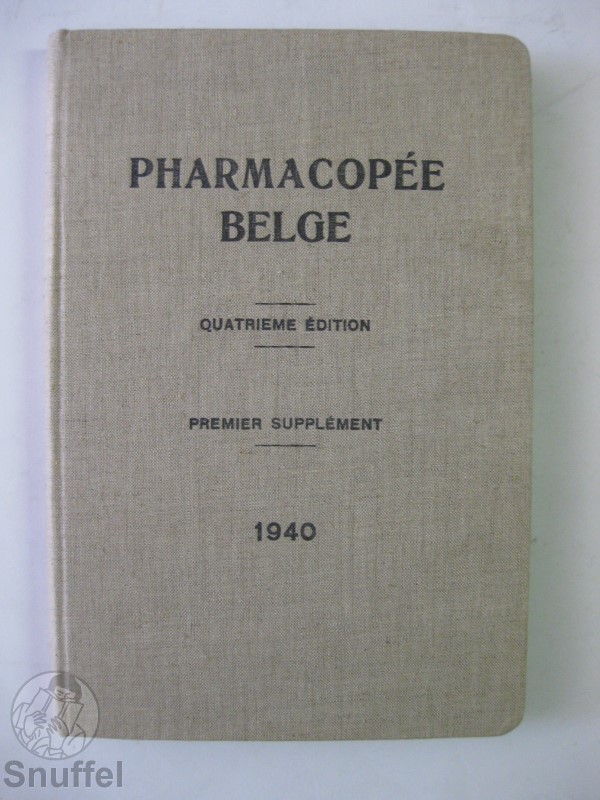 PHARMACOPÉE
BELGE
QUATRIEME ÉDITION
PREMIER SUPPLÉMENT
1940
Snuffel